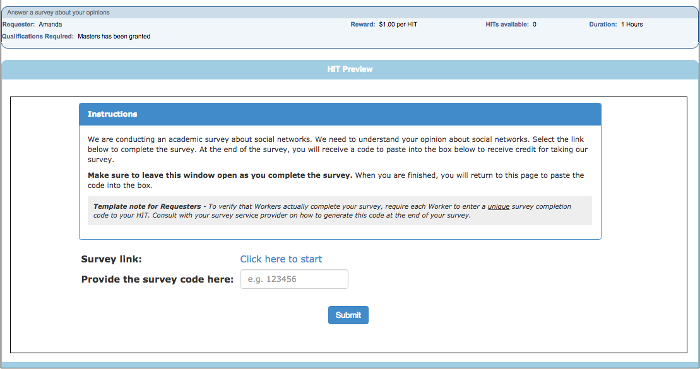 Answer a survey about your opinions
Requester: Amanda Reward: $1.00 per HIT HITs available: 0 Duration: 1 Hours
Qualifications Required: Masters has been granted
HIT Preview
Instructions
We are conducting an academic survey about social networks. We need to understand your opinion about social networks. Select the link
below to complete the survey. At the end of the survey, you will receive a code to paste into the box below to receive credit for taking our
survey.
Make sure to leave this window open as you complete the survey. When you are finished, you will return to this page to paste the
code into the box.
Template note for Requesters - To verify that Workers actually complete your survey, require each Worker to enter a unique survey completion
code to your HIT. Consult with your survey service provider on how to generate this code at the end of your survey.
Survey link: Click here to start
Provide the survey code here: e.g. 123456
Submit